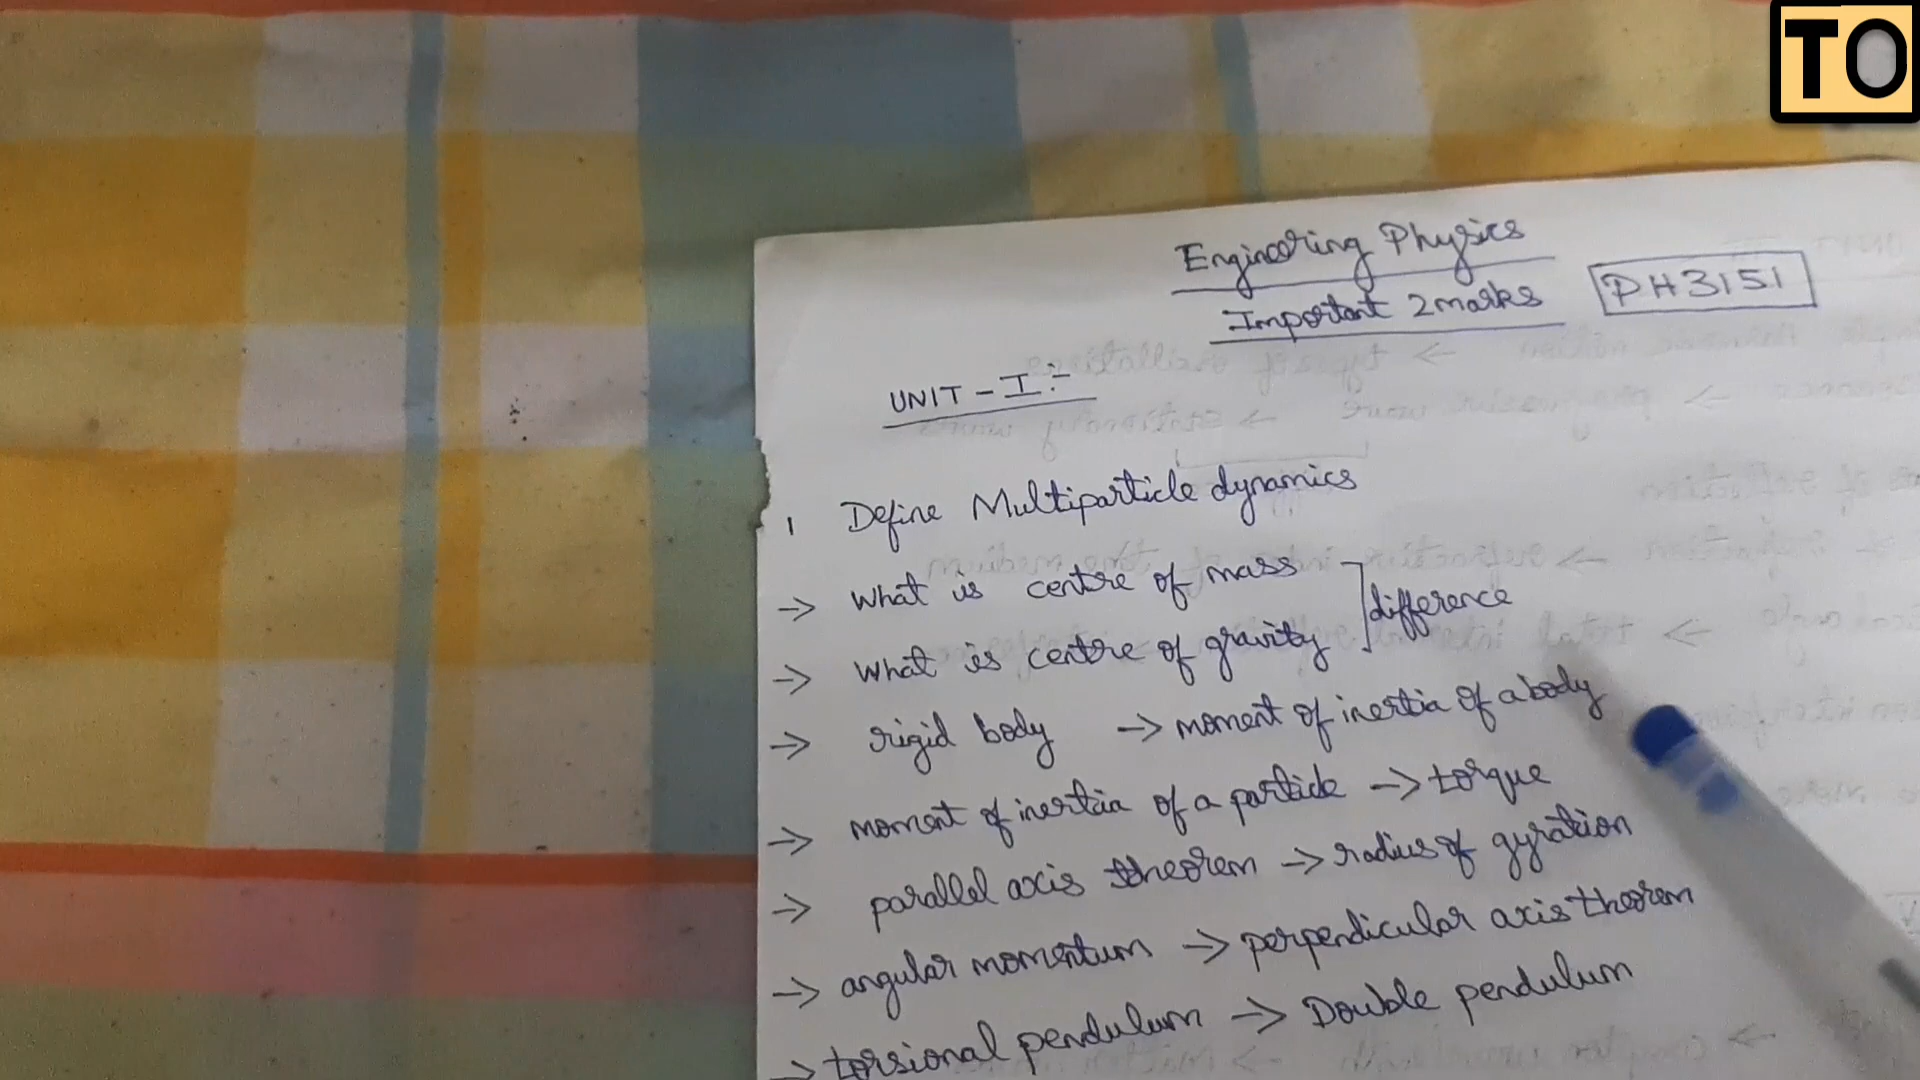 TO
Engineering Physics
Important 2 marks PH3151
UNIT - I :-
1 Define Multiparticle dynamics
-> what is centre of mass
difference
-> what is centre of gravity
-> rigid body -> moment of inertia of a body
-> moment of inertia of a particle -> torque
-> parallel axis theorem -> radius of gyration
-> angular momentum -> perpendicular axis theorem
-> torsional pendulum -> Double pendulum